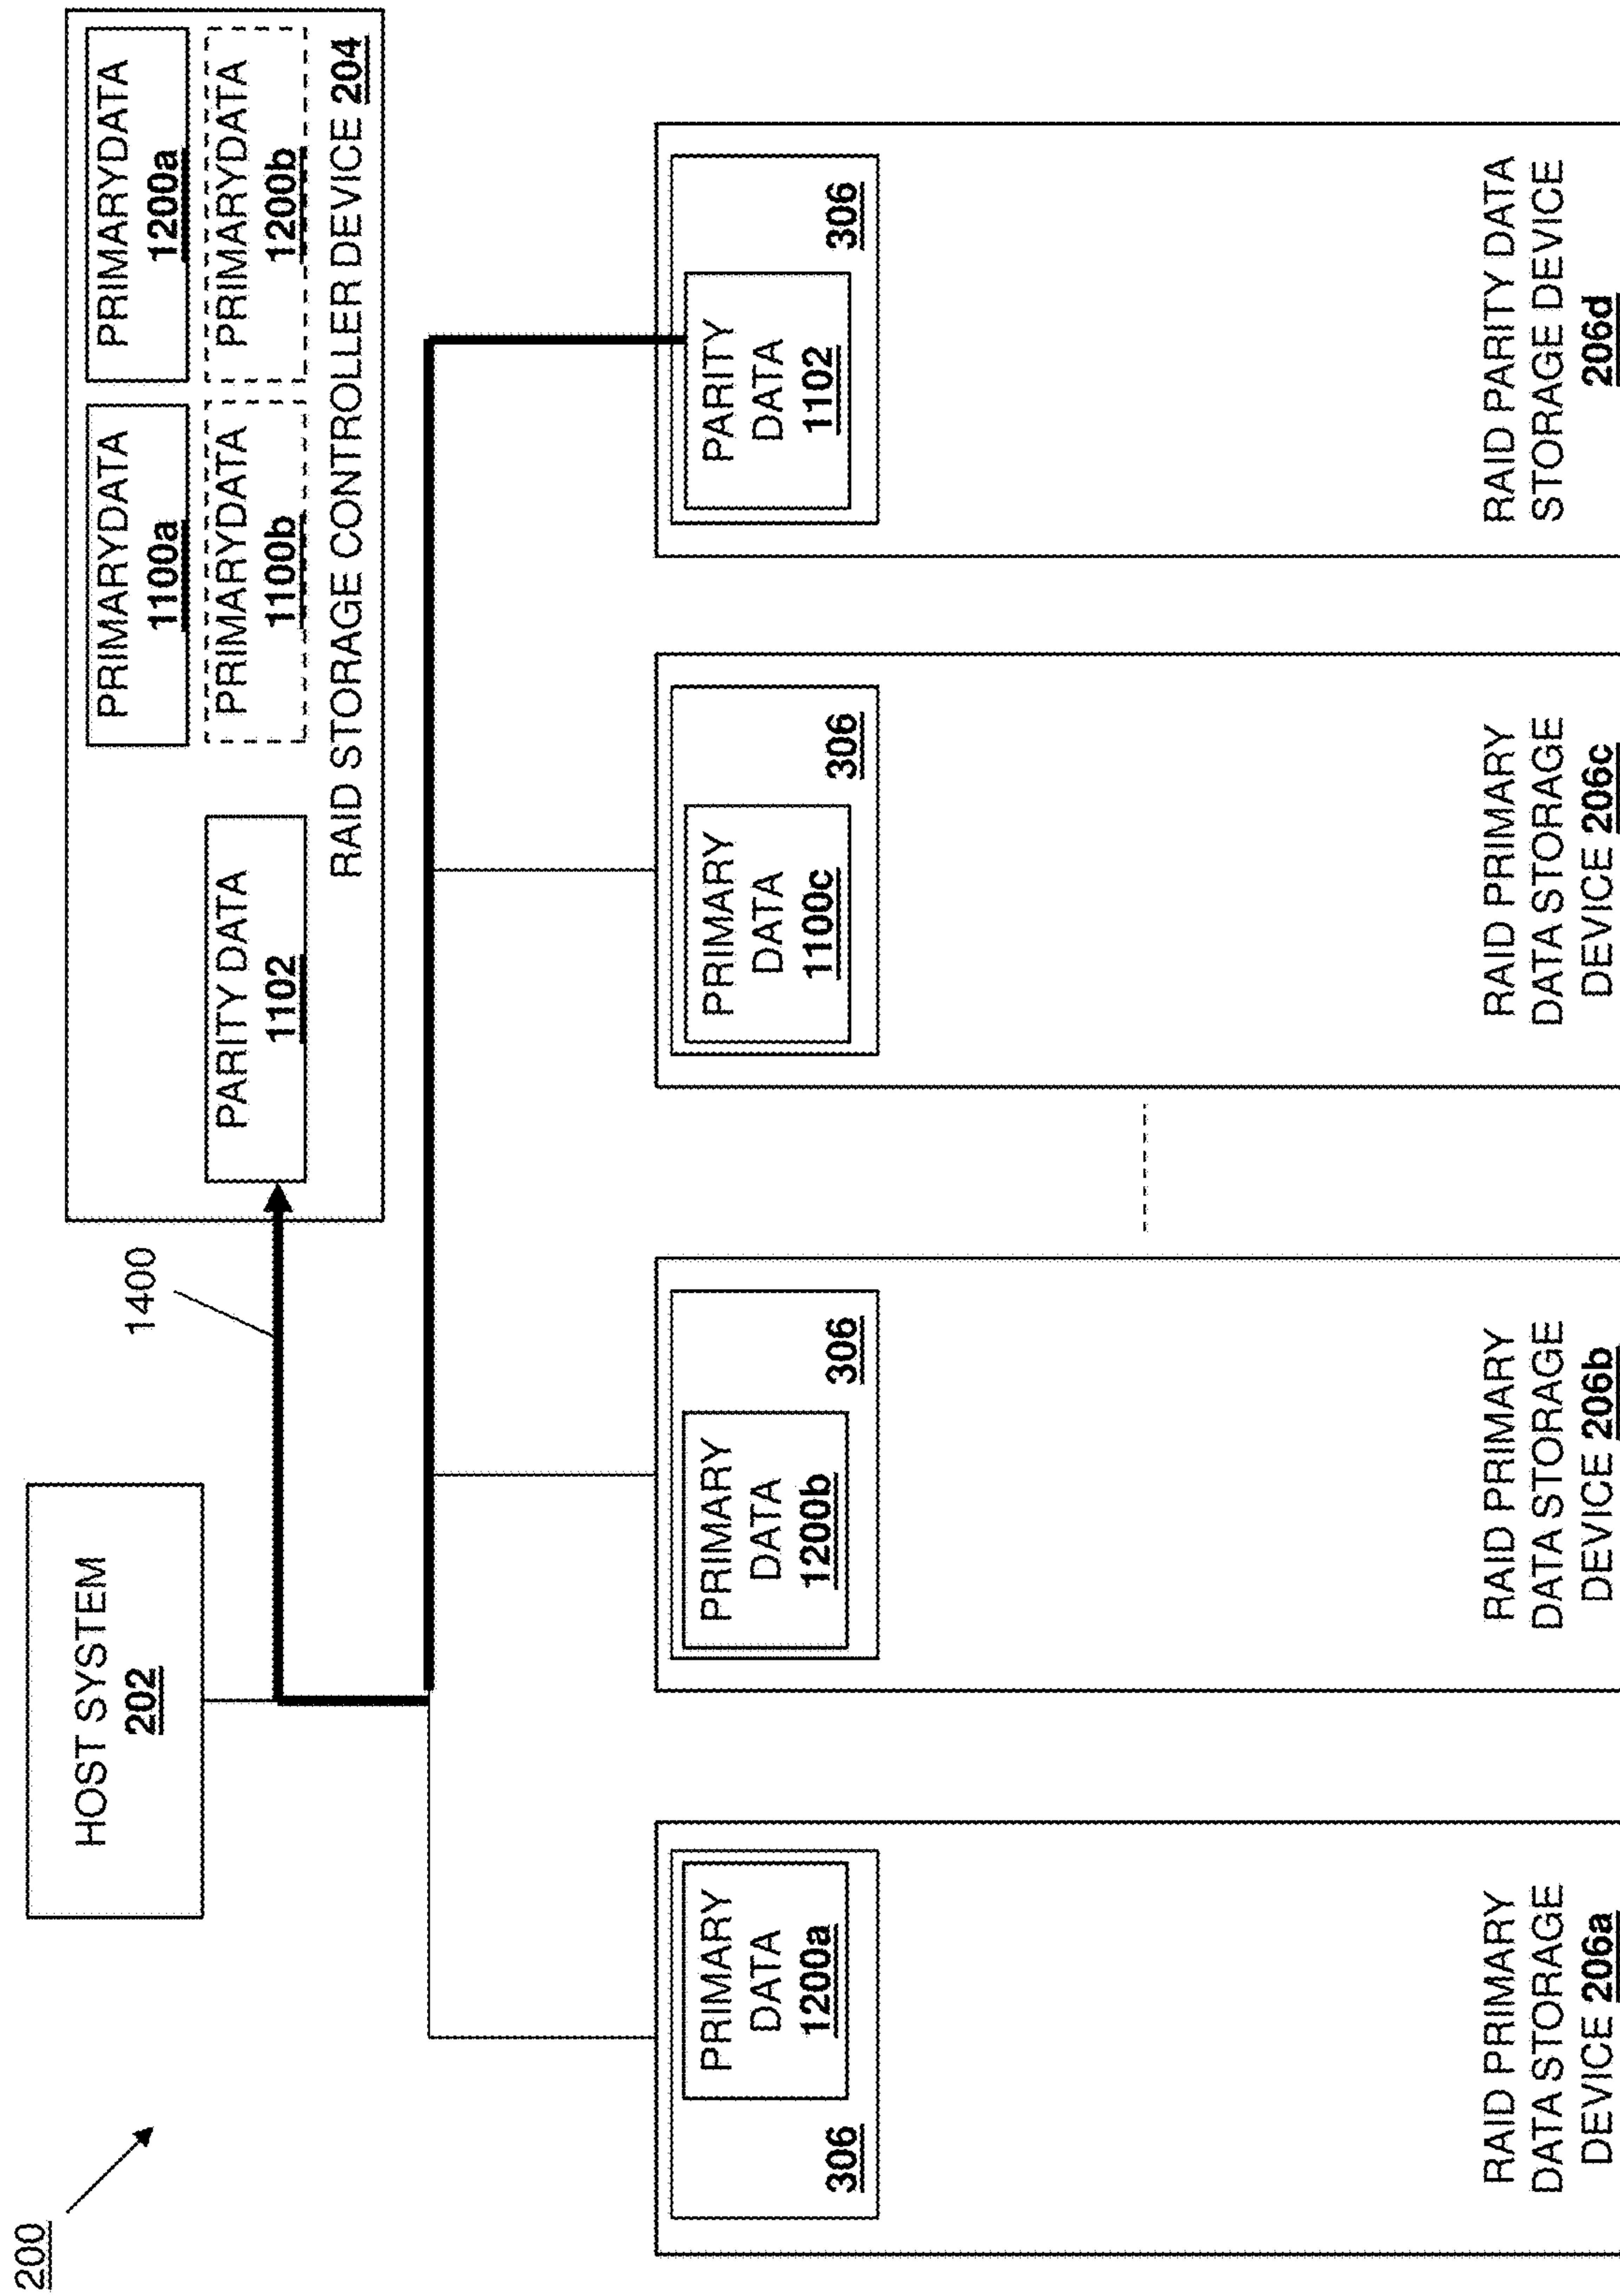 200
HOST SYSTEM
202
1400
PARITY DATA
1102
PRIMARYDATA
1100a
PRIMARYDATA
1200a
PRIMARYDATA
1100b
PRIMARYDATA
1200b
RAID STORAGE CONTROLLER DEVICE 204
306
PRIMARY
DATA
1200a
RAID PRIMARY
DATA STORAGE
DEVICE 206a
PRIMARY
DATA
1200b
306
RAID PRIMARY
DATA STORAGE
DEVICE 206b
PRIMARY
DATA
1100c
306
RAID PRIMARY
DATA STORAGE
DEVICE 206c
PARITY
DATA
1102
306
RAID PARITY DATA
STORAGE DEVICE
206d